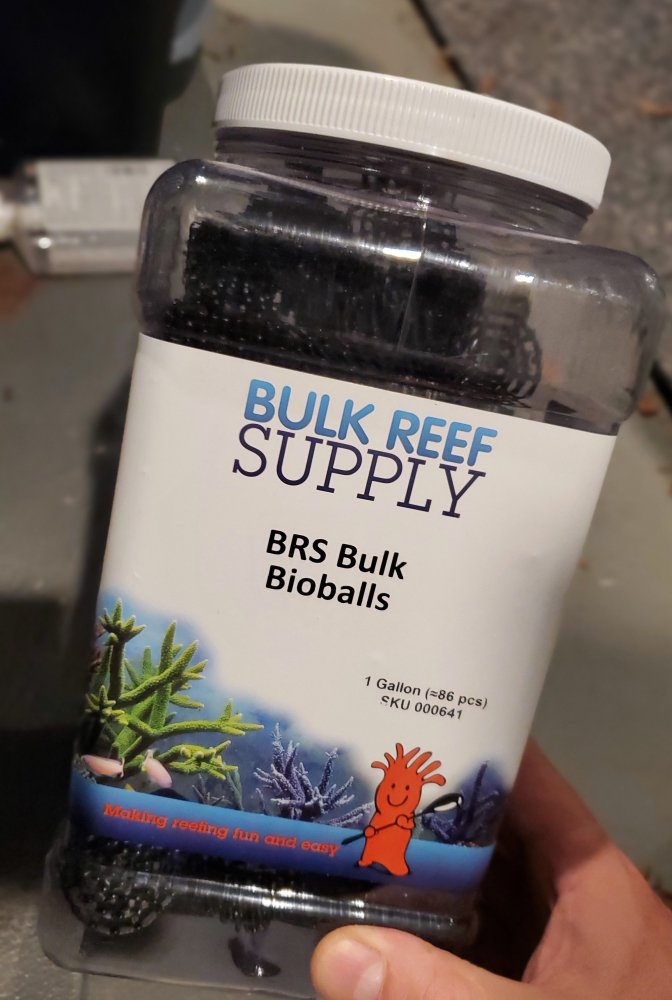 BULK REEF
SUPPLY
BRS Bulk
Bioballs
1 Gallon (≈86 pcs)
SKU 000641
Making reefing fun and easy